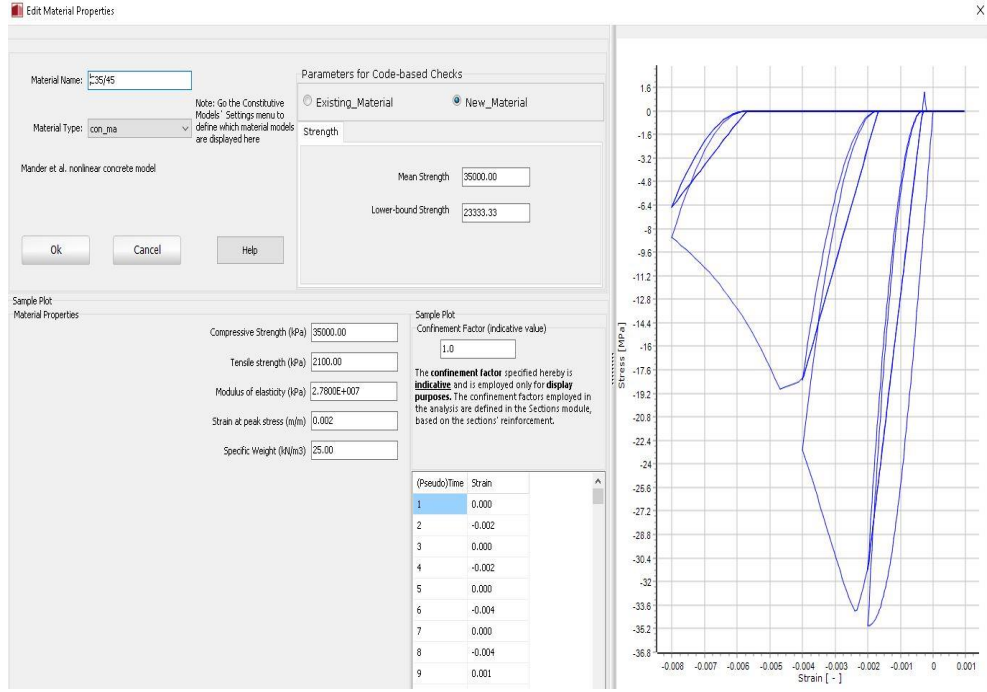 Edit Material Properties
X
Material Name: C35/45
Material Type: con_ma
Note: Go the Constitutive
Models` Settings menu to
define which material models
are displayed here
Mander et al. nonlinear concrete model
Ok
Cancel
Help
Parameters for Code-based Checks
Existing_Material
New_Material
Strength
Mean Strength 35000.00
Lower-bound Strength 23333.33
Sample Plot
Material Properties
Compressive Strength (kPa) 35000.00
Tensile strength (kPa) 2100.00
Modulus of elasticity (kPa) 2.7800E+007
Strain at peak stress (m/m) 0.002
Specific Weight (kN/m3) 25.00
Sample Plot
Confinement Factor (indicative value)
1.0
The confinement factor specified hereby is
indicative and is employed only for display
purposes. The confinement factors employed in
the analysis are defined in the Sections module,
based on the sections' reinforcement.
(Pseudo)Time Strain
1 0.000
2 -0.002
3 0.000
4 -0.002
5 0.000
6 -0.004
7 0.000
8 -0.004
9 0.001
Stress [MPa]
1.6
0
-1.6
-3.2
-4.8
-6.4
-8
-9.6
-11.2
-12.8
-14.4
-16
-17.6
-19.2
-20.8
-22.4
-24
-25.6
-27.2
-28.8
-30.4
-32
-33.6
-35.2
-36.8
-0.008 -0.007 -0.006 -0.005 -0.004 -0.003 -0.002 -0.001 0 0.001
Strain [ - ]